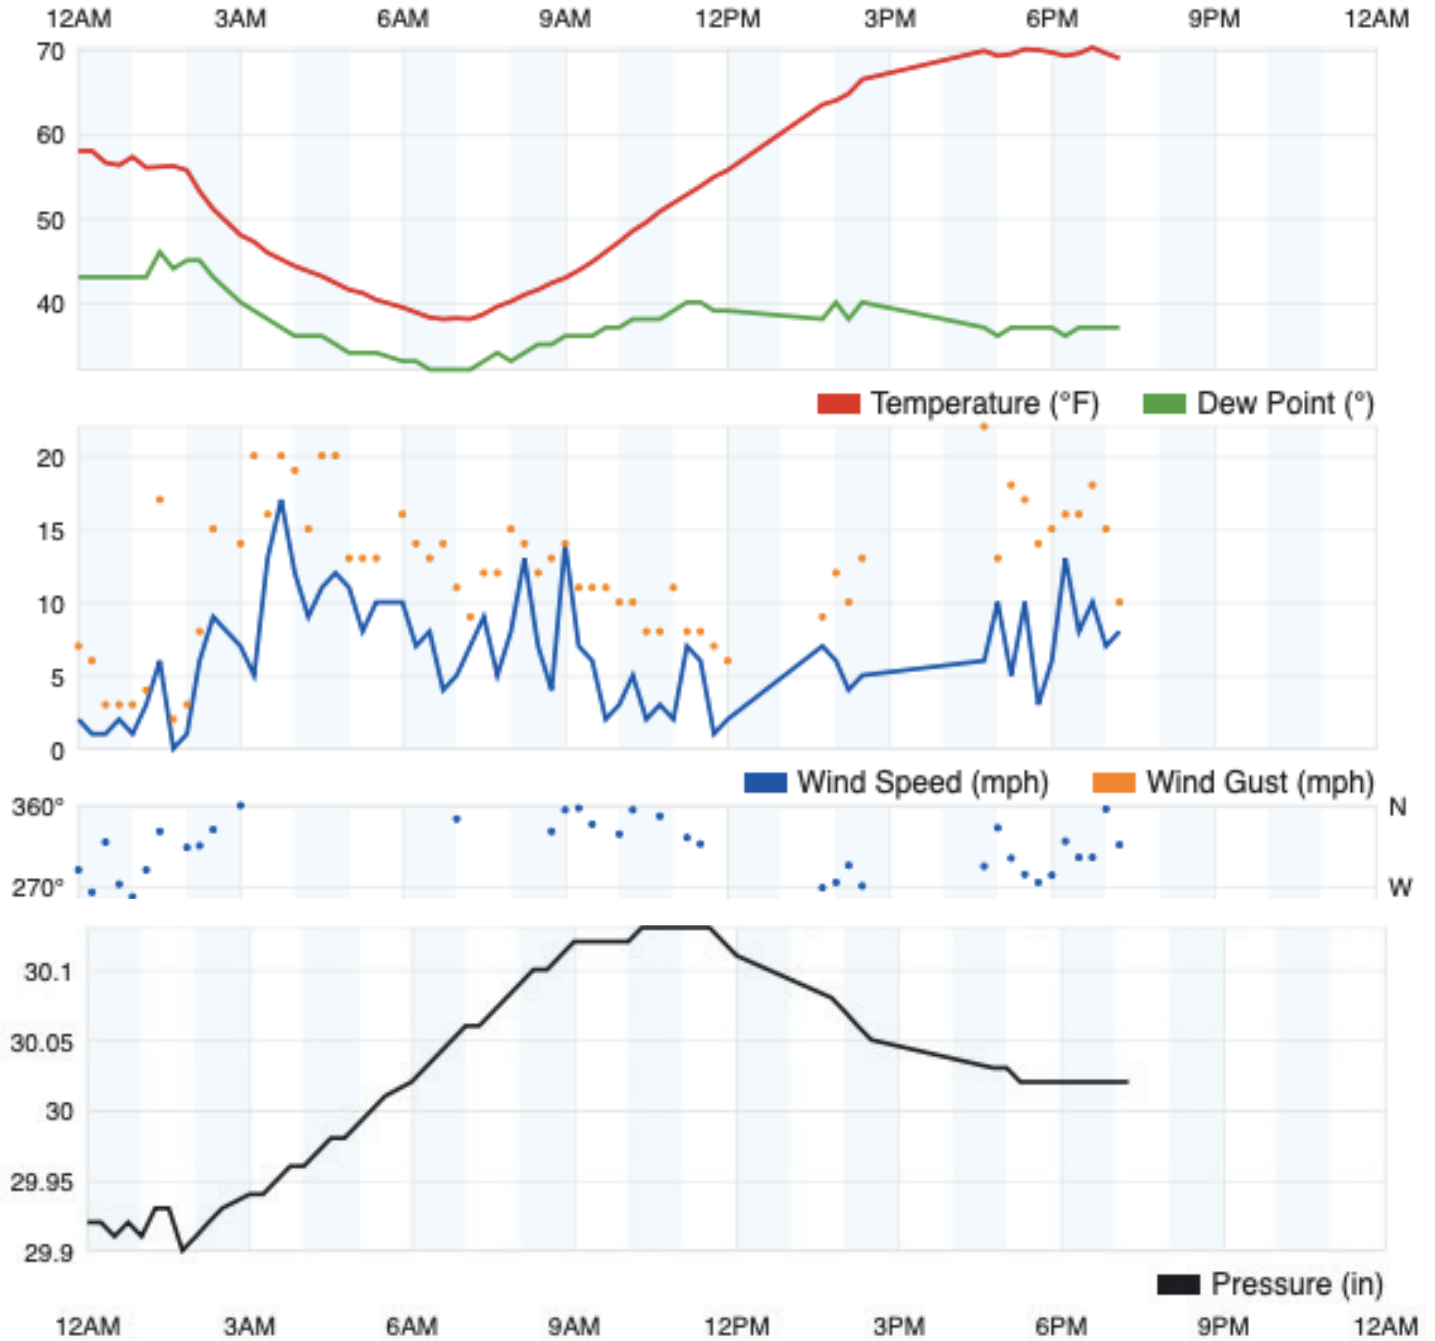 12AM 3AM 6AM 9AM 12PM 3PM 6PM 9PM 12AM
70
60
50
40
Temperature (°F) Dew Point (°)
20
15
10
5
0
Wind Speed (mph) Wind Gust (mph)
360° N
270° W
30.1
30.05
30
29.95
29.9
Pressure (in)
12AM 3AM 6AM 9AM 12PM 3PM 6PM 9PM 12AM